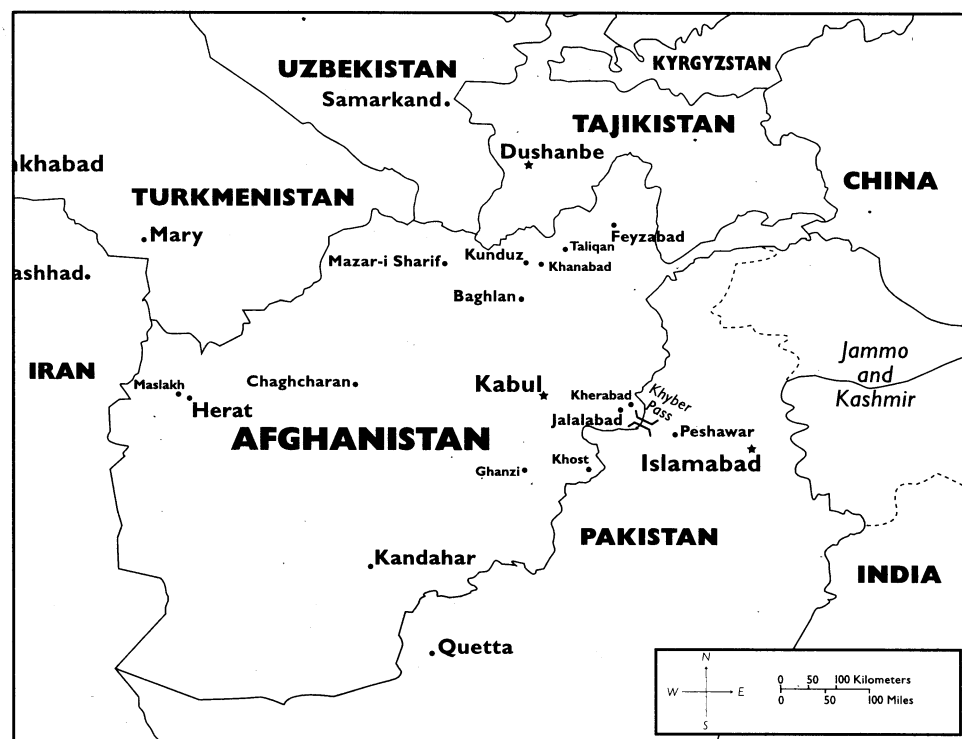 KYRGYZSTAN
UZBEKISTAN
Samarkand
TAJIKISTAN
Dushanbe
nkhabad
CHINA
TURKMENISTAN
Mary
Feyzabad
Taliqan
Kunduz
Mazar-i Sharif
Khanabad
ashhad
Baghlan
Jammo
and
Kashmir
IRAN
Maslakh
Chaghcharan
Kabul
Kherabad
Khyber
Pass
Herat
Jalalabad
Peshawar
AFGHANISTAN
Khost
Islamabad
Ghanzi
PAKISTAN
Kandahar
INDIA
Quetta
N
W E
S
0 50 100 Kilometers
0 50 100 Miles